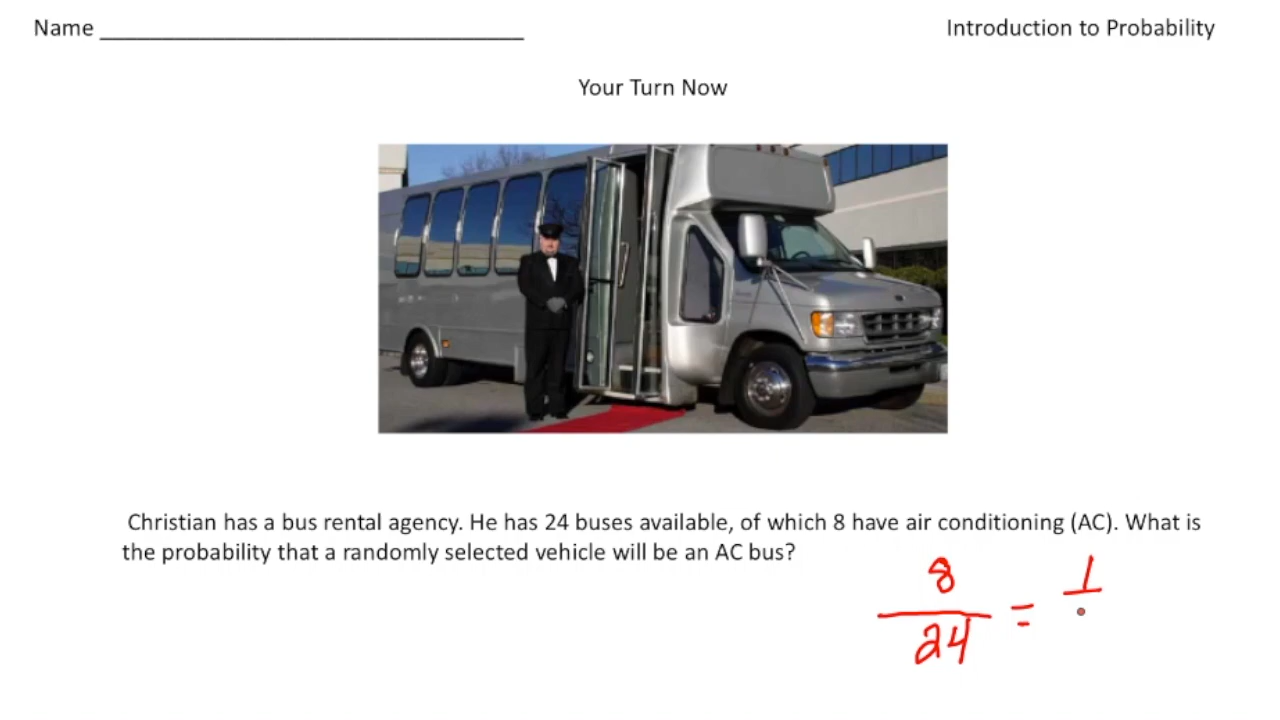 Name ___________________________________ Introduction to Probability
Your Turn Now
Christian has a bus rental agency. He has 24 buses available, of which 8 have air conditioning (AC). What is
the probability that a randomly selected vehicle will be an AC bus?
8/24 = 1